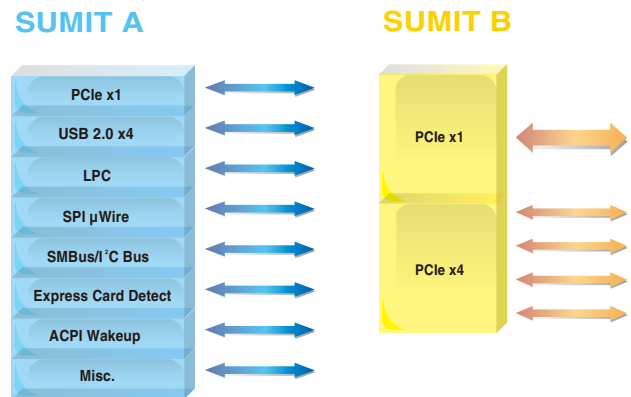 SUMIT A
PCIe x1
USB 2.0 x4
LPC
SPI µWire
SMBus/I²C Bus
Express Card Detect
ACPI Wakeup
Misc.
SUMIT B
PCIe x1
PCIe x4